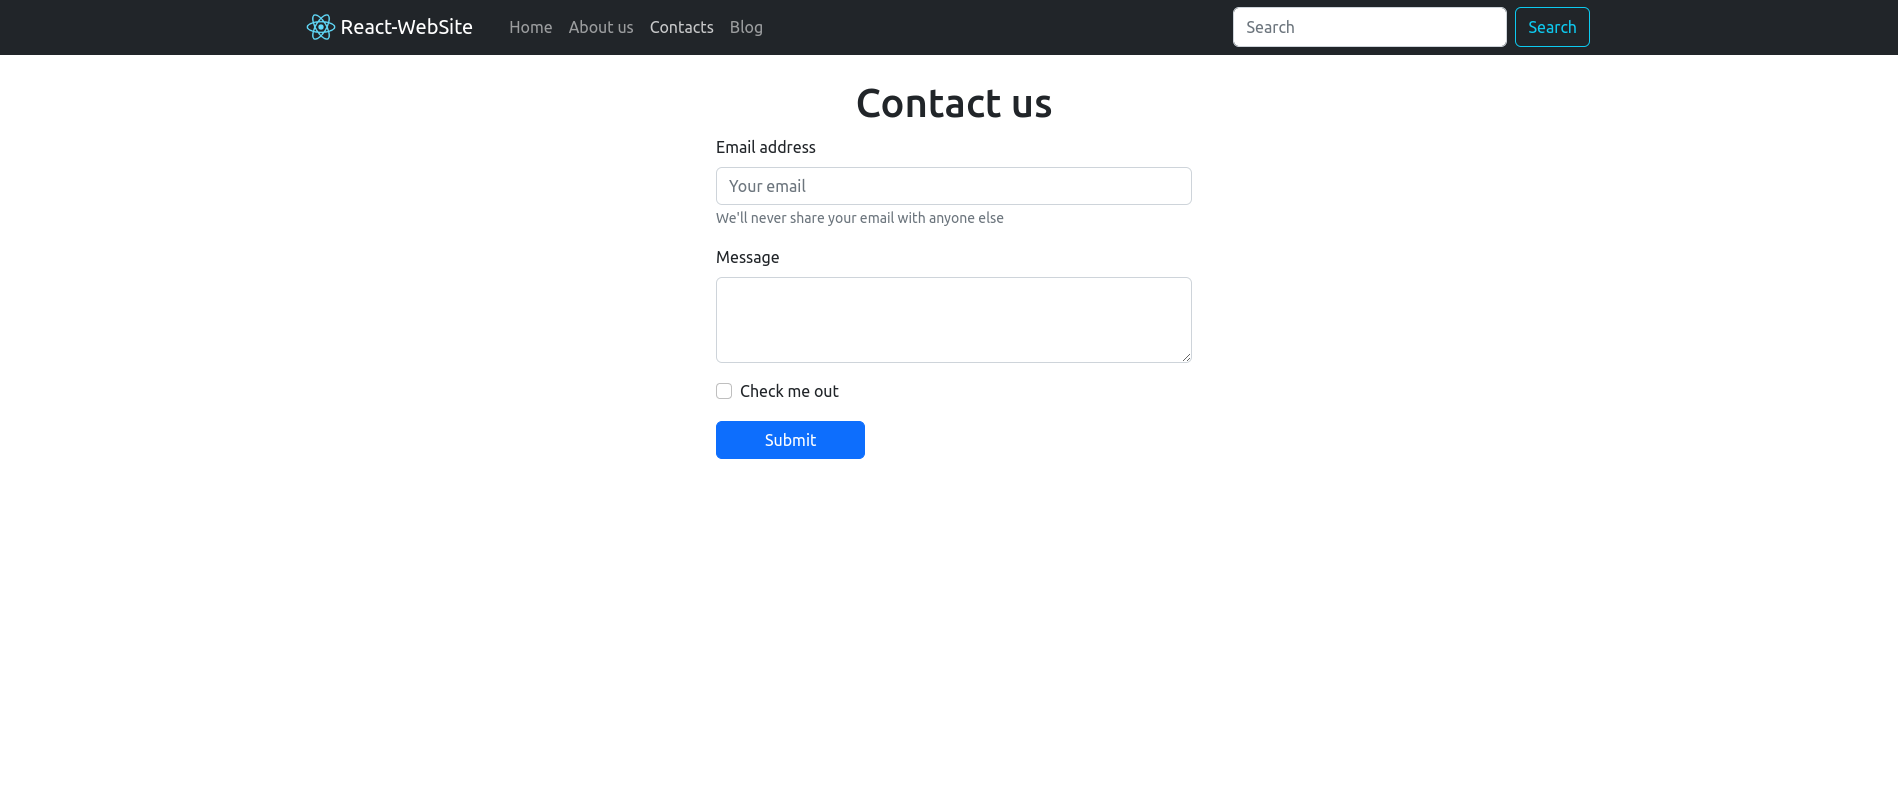 React-WebSite Home About us Contacts Blog Search Search
Contact us
Email address
Your email
We'll never share your email with anyone else
Message
Check me out
Submit